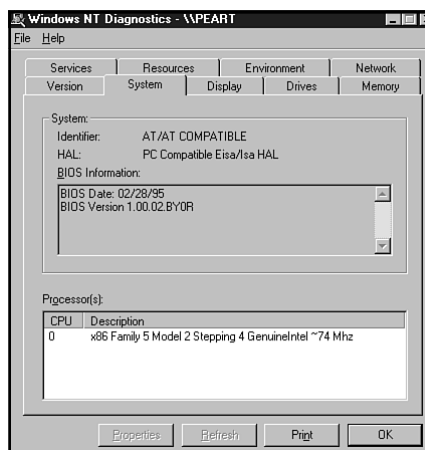 Windows NT Diagnostics - \\PEART
File Help
Services Resources Environment Network
Version System Display Drives Memory
System:
Identifier: AT/AT COMPATIBLE
HAL: PC Compatible Eisa/Isa HAL
BIOS Information:
BIOS Date: 02/28/95
BIOS Version 1.00.02.BY0R
Processor(s):
CPU Description
0 x86 Family 5 Model 2 Stepping 4 GenuineIntel ~74 Mhz
Properties Refresh Print OK